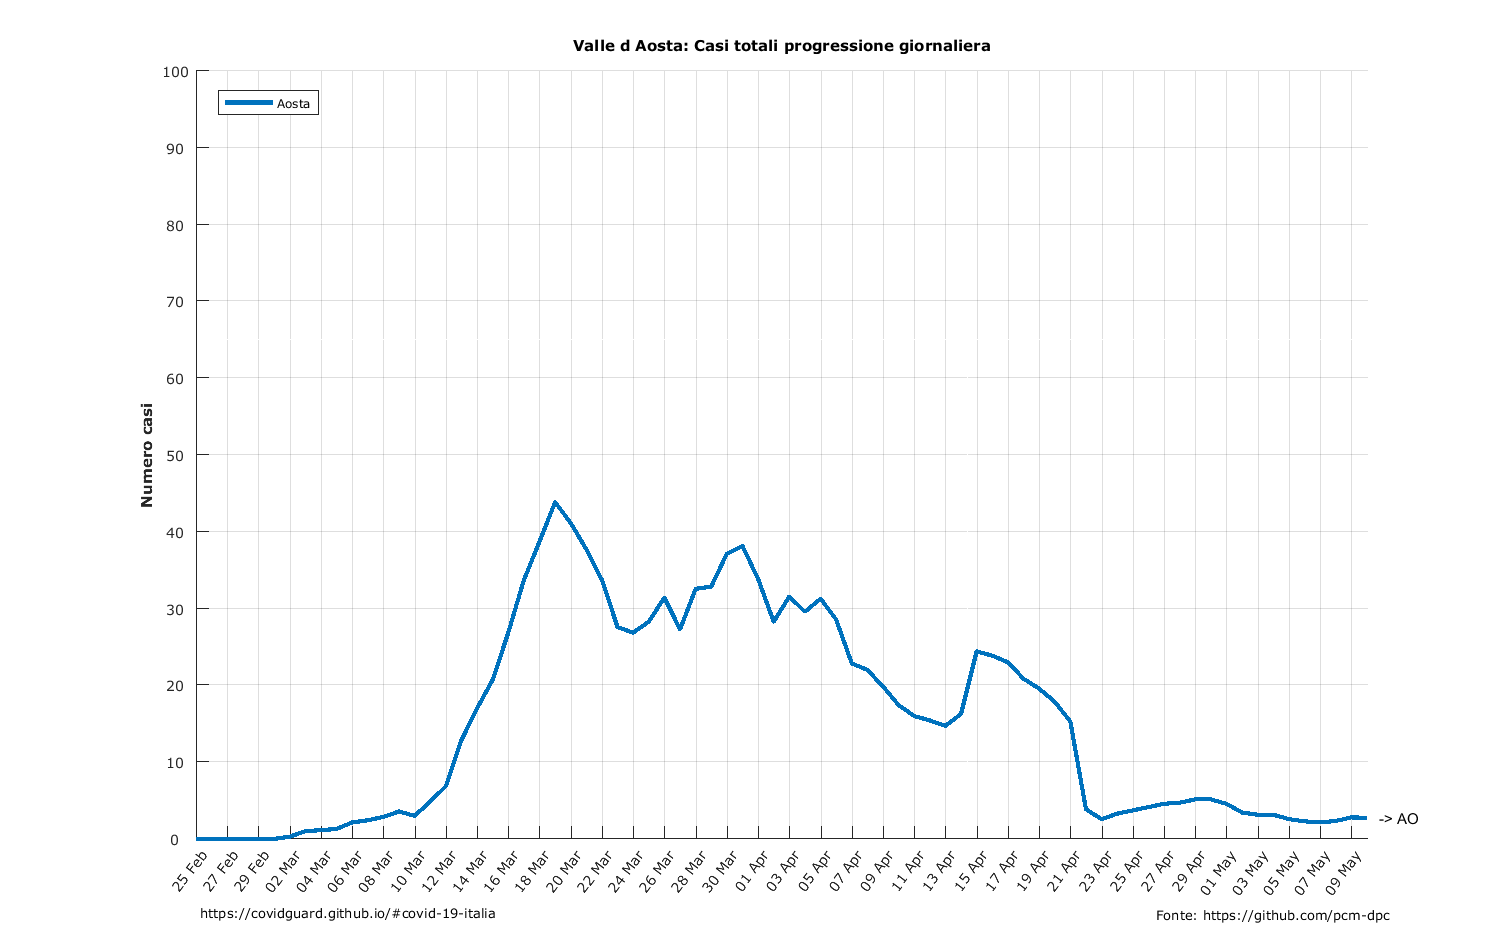 Valle d Aosta: Casi totali progressione giornaliera
Aosta
Numero casi
100
90
80
70
60
50
40
30
20
10
0
25 Feb
27 Feb
29 Feb
02 Mar
04 Mar
06 Mar
08 Mar
10 Mar
12 Mar
14 Mar
16 Mar
18 Mar
20 Mar
22 Mar
24 Mar
26 Mar
28 Mar
30 Mar
01 Apr
03 Apr
05 Apr
07 Apr
09 Apr
11 Apr
13 Apr
15 Apr
17 Apr
19 Apr
21 Apr
23 Apr
25 Apr
27 Apr
29 Apr
01 May
03 May
05 May
07 May
09 May
-> AO
https://covidguard.github.io/#covid-19-italia
Fonte: https://github.com/pcm-dpc